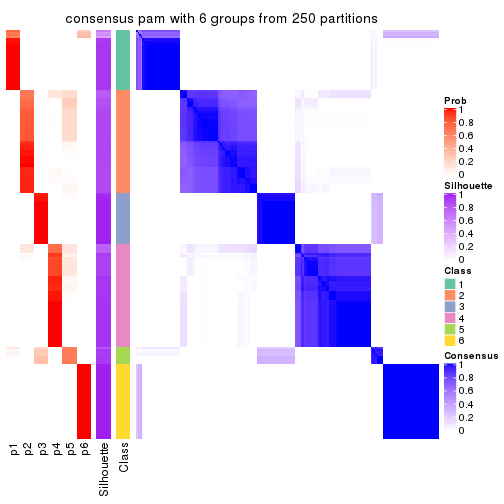 consensus pam with 6 groups from 250 partitions
Prob
1
0.8
0.6
0.4
0.2
0
Silhouette
1
0.8
0.6
0.4
0.2
0
Class
1
2
3
4
5
6
Consensus
1
0.8
0.6
0.4
0.2
0
p1
p2
p3
p4
p5
p6
Silhouette
Class